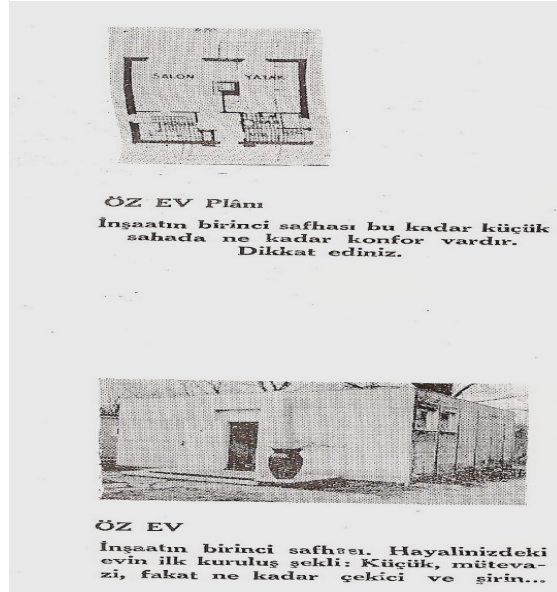 SALON YATAK
ÖZ EV Plânı
İnşaatın birinci safhası bu kadar küçük
sahada ne kadar konfor vardır.
Dikkat ediniz.
ÖZ EV
İnşaatın birinci safhası. Hayalinizdeki
evin ilk kuruluş şekli: Küçük, müteva-
zi, fakat ne kadar çekici ve şirin...